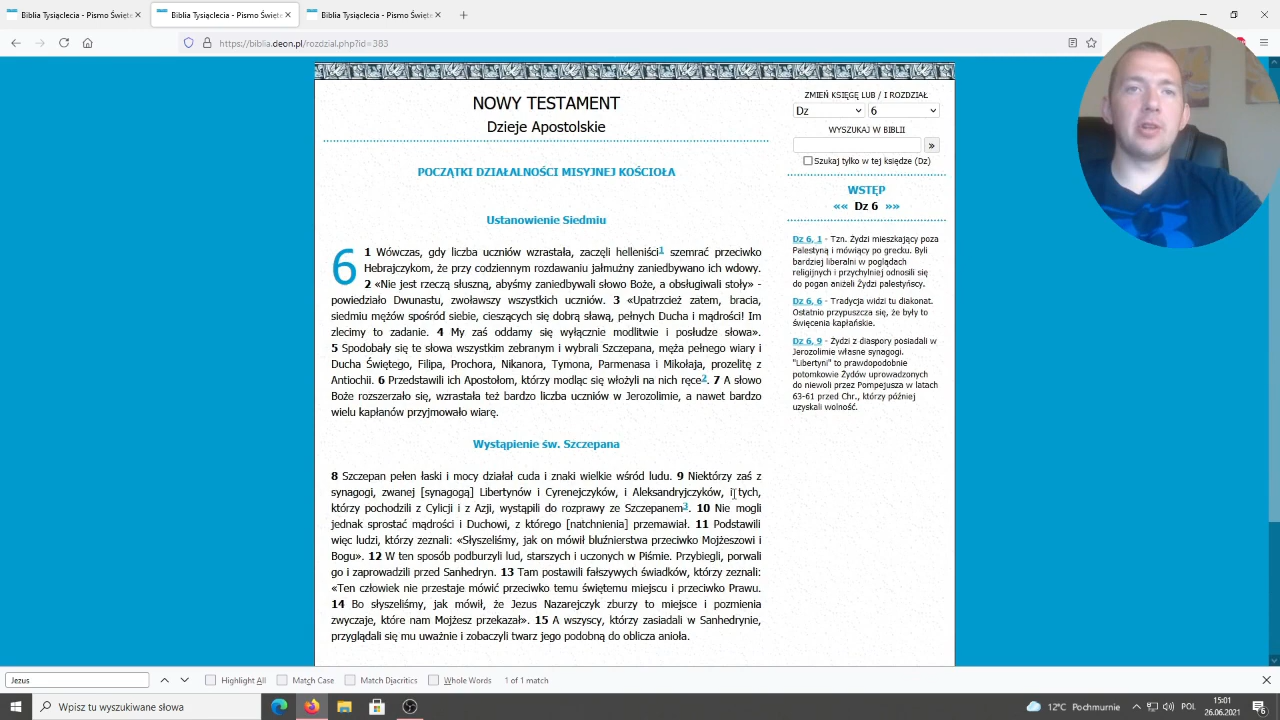 Biblia Tysiąclecia - Pismo Święte
Biblia Tysiąclecia - Pismo Święte
Biblia Tysiąclecia - Pismo Święte
https://biblia.deon.pl/rozdzial.php?id=383
NOWY TESTAMENT
Dzieje Apostolskie
POCZĄTKI DZIAŁALNOŚCI MISYJNEJ KOŚCIOŁA
Ustanowienie Siedmiu
6 1 Wówczas, gdy liczba uczniów wzrastała, zaczęli helleniści1 szemrać przeciwko
Hebrajczykom, że przy codziennym rozdawaniu jałmużny zaniedbywano ich wdowy.
2 «Nie jest rzeczą słuszną, abyśmy zaniedbywali słowo Boże, a obsługiwali stoły» -
powiedziało Dwunastu, zwoławszy wszystkich uczniów. 3 «Upatrzcież zatem, bracia,
siedmiu mężów spośród siebie, cieszących się dobrą sławą, pełnych Ducha i mądrości! Im
zlecimy to zadanie. 4 My zaś oddamy się wyłącznie modlitwie i posłudze słowa».
5 Spodobały się te słowa wszystkim zebranym i wybrali Szczepana, męża pełnego wiary i
Ducha Świętego, Filipa, Prochora, Nikanora, Tymona, Parmenasa i Mikołaja, prozelitę z
Antiochii. 6 Przedstawili ich Apostołom, którzy modląc się włożyli na nich ręce2. 7 A słowo
Boże rozszerzało się, wzrastała też bardzo liczba uczniów w Jerozolimie, a nawet bardzo
wielu kapłanów przyjmowało wiarę.
Wystąpienie św. Szczepana
8 Szczepan pełen łaski i mocy działał cuda i znaki wielkie wśród ludu. 9 Niektórzy zaś z
synagogi, zwanej [synagogą] Libertynów i Cyrenejczyków, i Aleksandryjczyków, i tych,
którzy pochodzili z Cylicji i z Azji, wystąpili do rozprawy ze Szczepanem3. 10 Nie mogli
jednak sprostać mądrości i Duchowi, z którego [natchnienia] przemawiał. 11 Podstawili
więc ludzi, którzy zeznali: «Słyszeliśmy, jak on mówił bluźnierstwa przeciwko Mojżeszowi i
Bogu». 12 W ten sposób podburzyli lud, starszych i uczonych w Piśmie. Przybiegli, porwali
go i zaprowadzili przed Sanhedryn. 13 Tam postawili fałszywych świadków, którzy zeznali:
«Ten człowiek nie przestaje mówić przeciwko temu świętemu miejscu i przeciwko Prawu.
14 Bo słyszeliśmy, jak mówił, że Jezus Nazarejczyk zburzy to miejsce i pozmienia
zwyczaje, które nam Mojżesz przekazał». 15 A wszyscy, którzy zasiadali w Sanhedrynie,
przyglądali się mu uważnie i zobaczyli twarz jego podobną do oblicza anioła.
ZMIEŃ KSIĘGĘ LUB / I ROZDZIAŁ
Dz 6
WYSZUKAJ W BIBLII
»
Szukaj tylko w tej księdze (Dz)
WSTĘP
«« Dz 6 »»
Dz 6, 1 - Tzn. Żydzi mieszkający poza
Palestyną i mówiący po grecku. Byli
bardziej liberalni w poglądach
religijnych i przychylniej odnosili się
do pogan aniżeli Żydzi palestyńscy.
Dz 6, 6 - Tradycja widzi tu diakonat.
Ostatnio przypuszcza się, że były to
święcenia kapłańskie.
Dz 6, 9 - Żydzi z diaspory posiadali w
Jerozolimie własne synagogi.
"Libertyni" to prawdopodobnie
potomkowie Żydów uprowadzonych
do niewoli przez Pompejusza w latach
63-61 przed Chr., którzy później
uzyskali wolność.
Jezus
Highlight All Match Case Match Diacritics Whole Words 1 of 1 match
Wpisz tu wyszukiwane słowa
12°C Pochmurnie POL 15:01
26.06.2021 6